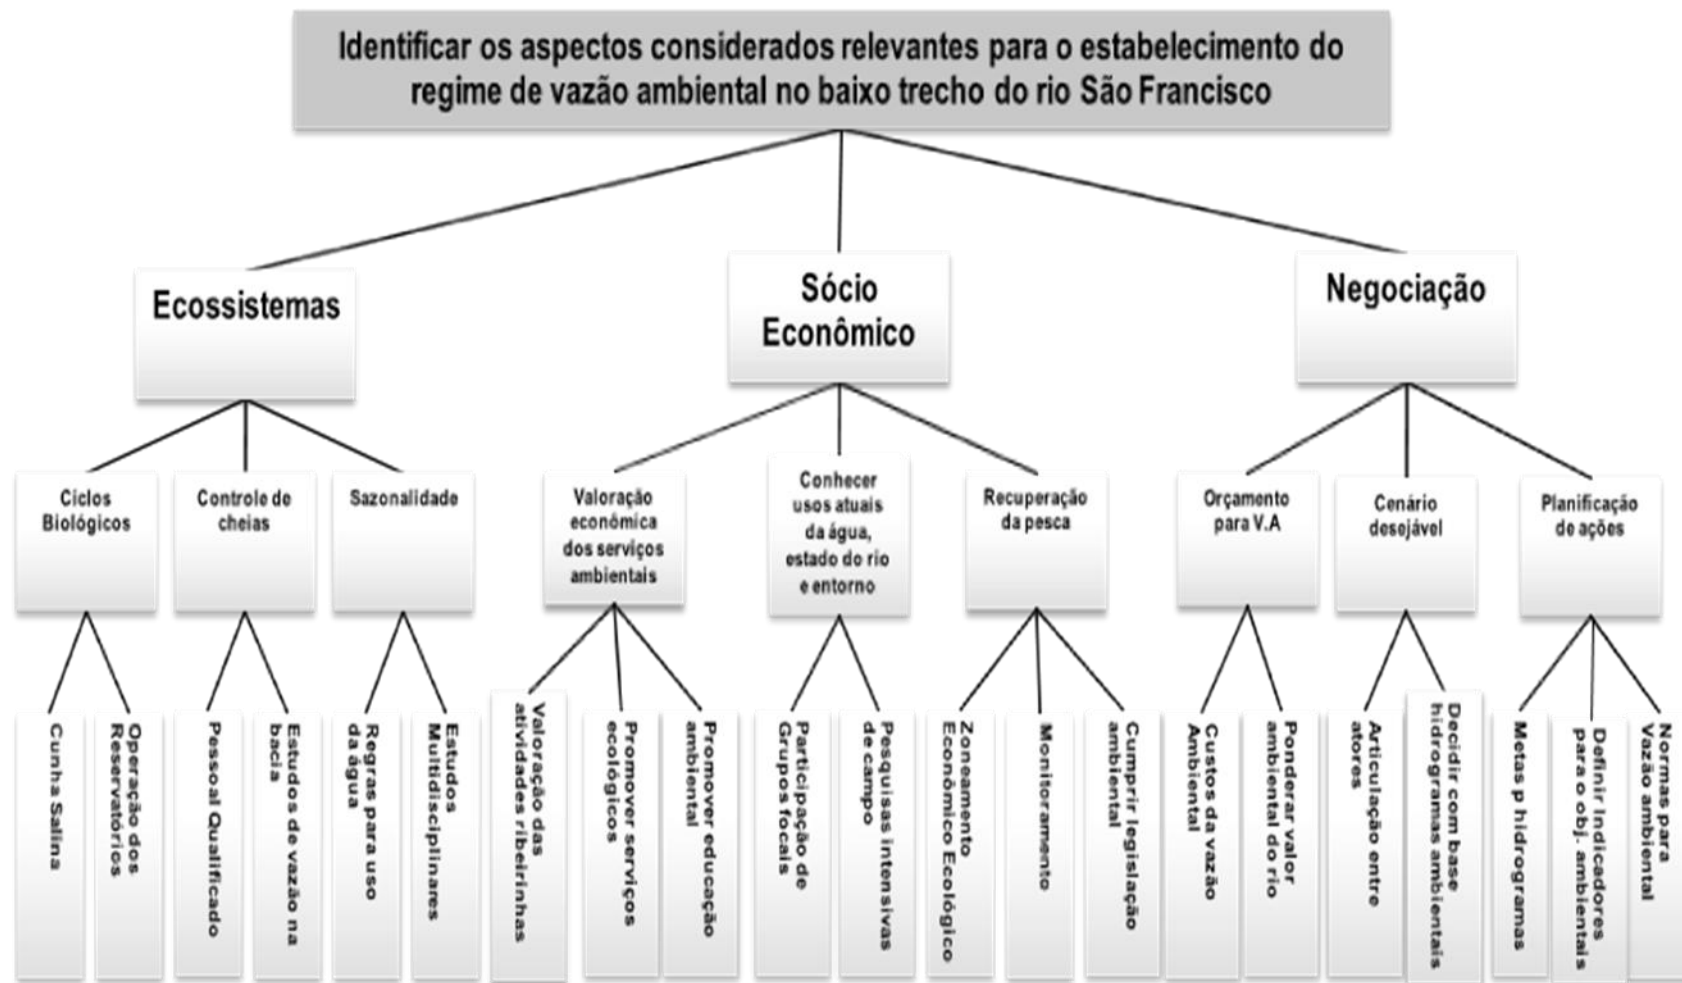 Identificar os aspectos considerados relevantes para o estabelecimento do
regime de vazão ambiental no baixo trecho do rio São Francisco
Ecossistemas
Sócio
Econômico
Negociação
Ciclos
Biológicos
Controle de
cheias
Sazonalidade
Valoração
econômica
dos serviços
ambientais
Conhecer
usos atuais
da água,
estado do rio
e entorno
Recuperação
da pesca
Orçamento
para V.A
Cenário
desejável
Planificação
de ações
Cunha Salina
Operação dos
Reservatórios
Pessoal Qualificado
Estudos de vazão na
bacia
Regras para uso
da água
Estudos
Multidisciplinares
Valoração das
atividades ribeirinhas
Promover serviços
ecológicos
Promover educação
ambiental
Participação de
Grupos focais
Pesquisas intensivas
de campo
Zoneamento
Econômico Ecológico
Monitoramento
Cumprir legislação
ambiental
Custos da vazão
Ambiental
Ponderar valor
ambiental do rio
Articulação entre
atores
Decidir com base
hidrogramas ambientais
Metas p hidrogramas
Definir Indicadores
para o obj. ambientais
Normas para
Vazão ambiental